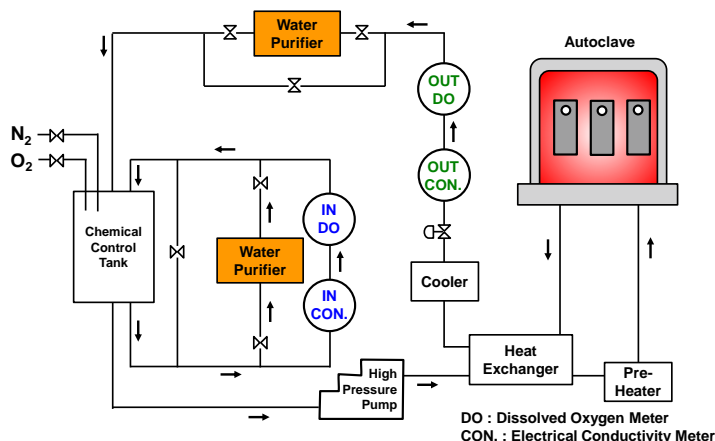 Water
Purifier
Autoclave
OUT
DO
N2
O2
OUT
CON.
Chemical
Control
Tank
IN
DO
Water
Purifier
IN
CON.
Cooler
Heat
Exchanger
High
Pressure
Pump
Pre-
Heater
DO : Dissolved Oxygen Meter
CON. : Electrical Conductivity Meter